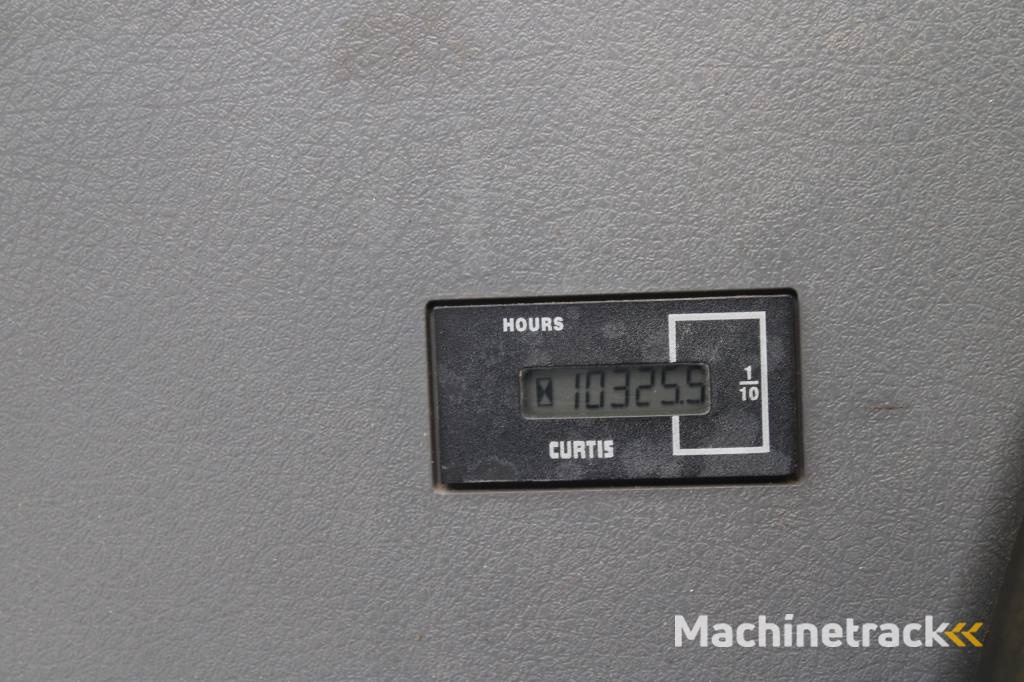 HOURS
10325.5
1/10
CURTIS
Machinetrack